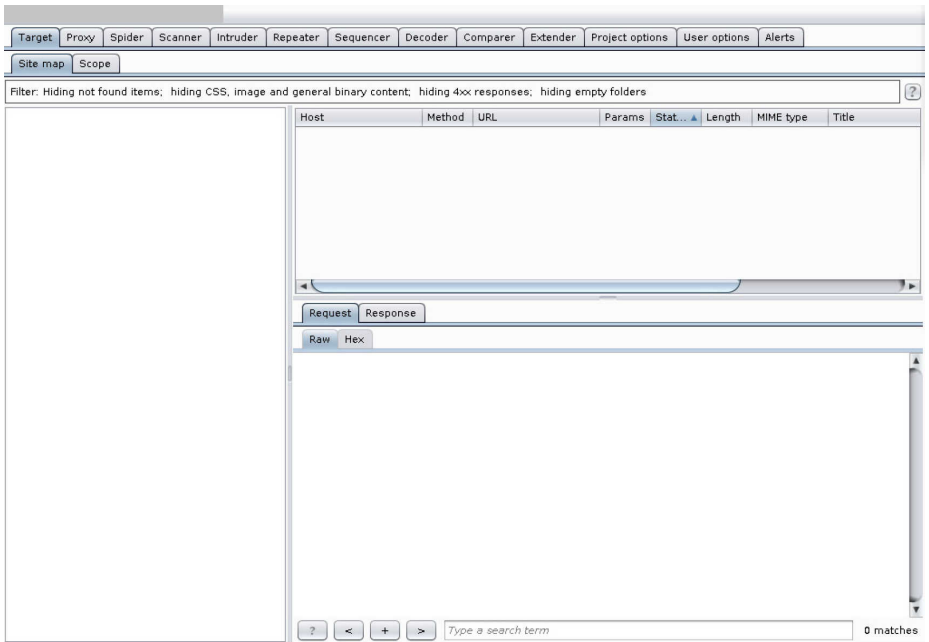 Target Proxy Spider Scanner Intruder Repeater Sequencer Decoder Comparer Extender Project options User options Alerts
Site map Scope
Filter: Hiding not found items; hiding CSS, image and general binary content; hiding 4xx responses; hiding empty folders ?
Host Method URL Params Stat... ▲ Length MIME type Title
Request Response
Raw Hex
? < + > Type a search term 0 matches